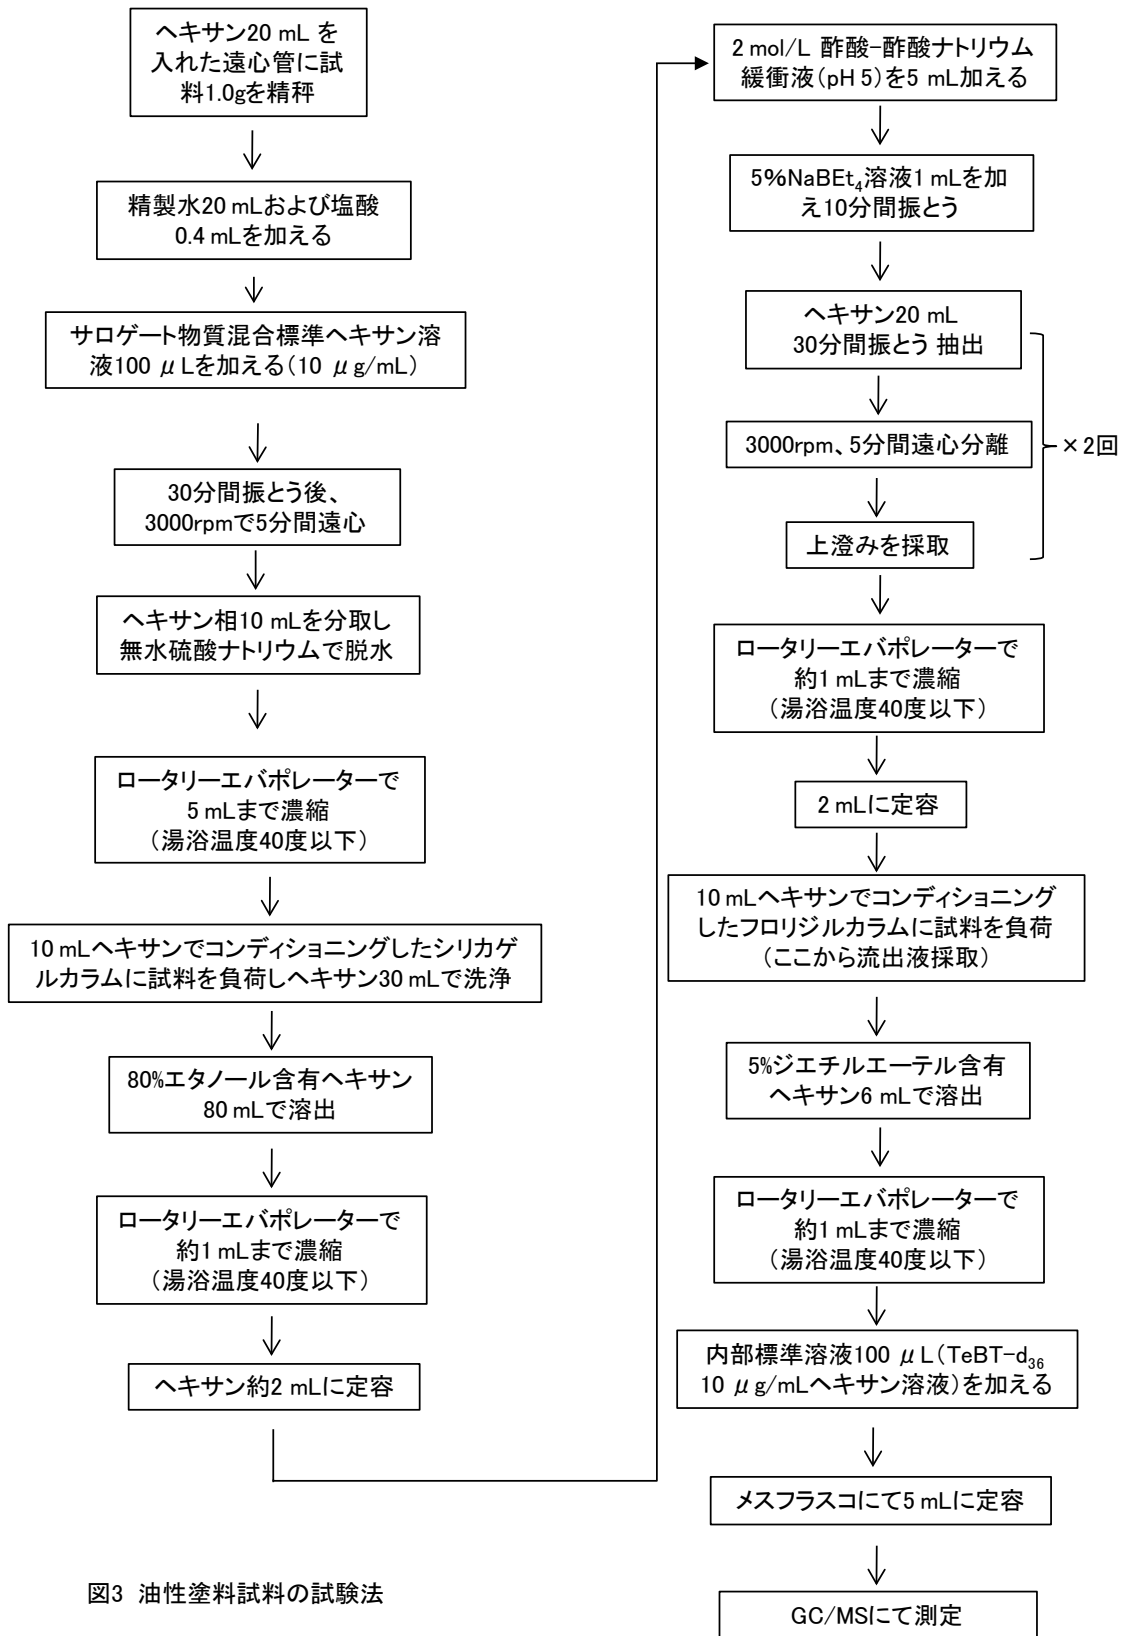 ヘキサン20 mL を
入れた遠心管に試
料1.0gを精秤
精製水20 mLおよび塩酸
0.4 mLを加える
サロゲート物質混合標準ヘキサン溶
液100 μLを加える(10 μg/mL)
30分間振とう後、
3000rpmで5分間遠心
ヘキサン相10 mLを分取し
無水硫酸ナトリウムで脱水
ロータリーエバポレーターで
5 mLまで濃縮
(湯浴温度40度以下)
10 mLヘキサンでコンディショニングしたシリカゲ
ルカラムに試料を負荷しヘキサン30 mLで洗浄
80%エタノール含有ヘキサン
80 mLで溶出
ロータリーエバポレーターで
約1 mLまで濃縮
(湯浴温度40度以下)
ヘキサン約2 mLに定容
2 mol/L 酢酸-酢酸ナトリウム
緩衝液(pH 5)を5 mL加える
5%NaBEt₄溶液1 mLを加
え10分間振とう
ヘキサン20 mL
30分間振とう 抽出
3000rpm、5分間遠心分離
上澄みを採取
×2回
ロータリーエバポレーターで
約1 mLまで濃縮
(湯浴温度40度以下)
2 mLに定容
10 mLヘキサンでコンディショニング
したフロリジルカラムに試料を負荷
(ここから流出液採取)
5%ジエチルエーテル含有
ヘキサン6 mLで溶出
ロータリーエバポレーターで
約1 mLまで濃縮
(湯浴温度40度以下)
内部標準溶液100 μL(TeBT-d₃₆
10 μg/mLヘキサン溶液)を加える
メスフラスコにて5 mLに定容
GC/MSにて測定
図3 油性塗料試料の試験法